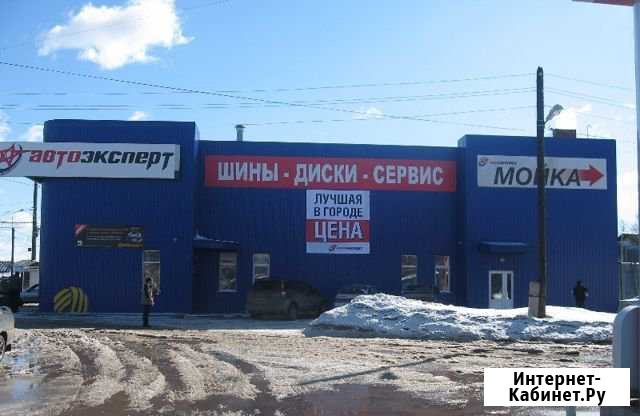 АВТОЭКСПЕРТ
ШИНЫ - ДИСКИ - СЕРВИС
МОЙКА
ЛУЧШАЯ
В ГОРОДЕ
ЦЕНА
Интернет-
Кабинет.Ру